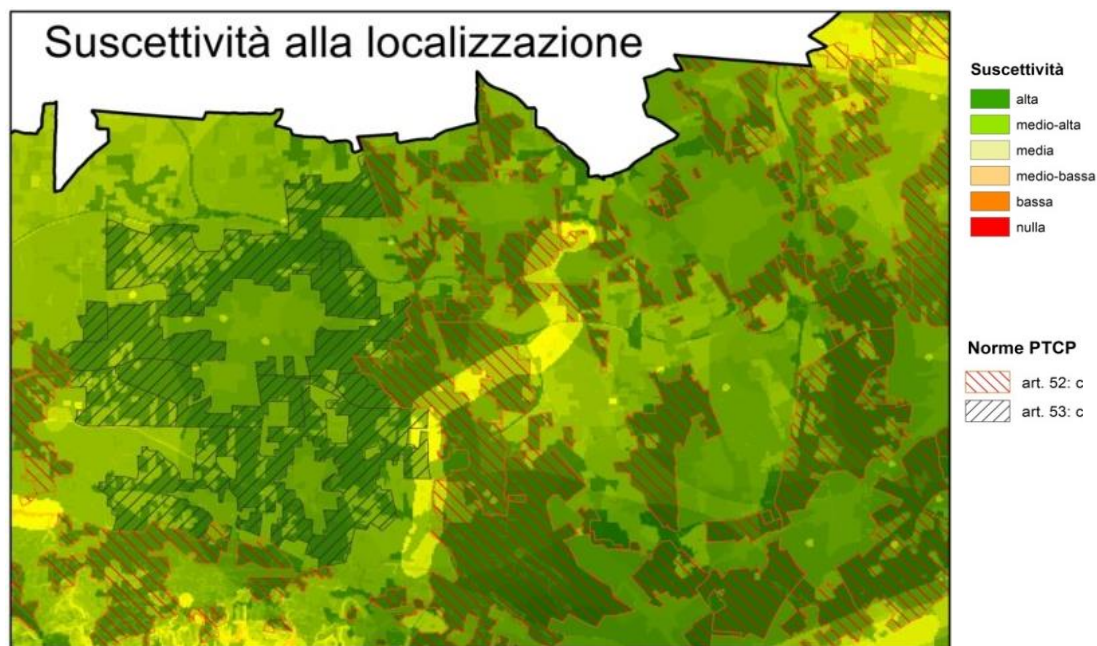 Suscettività alla localizzazione
Suscettività
alta
medio-alta
media
medio-bassa
bassa
nulla
Norme PTCP
art. 52: c
art. 53: c